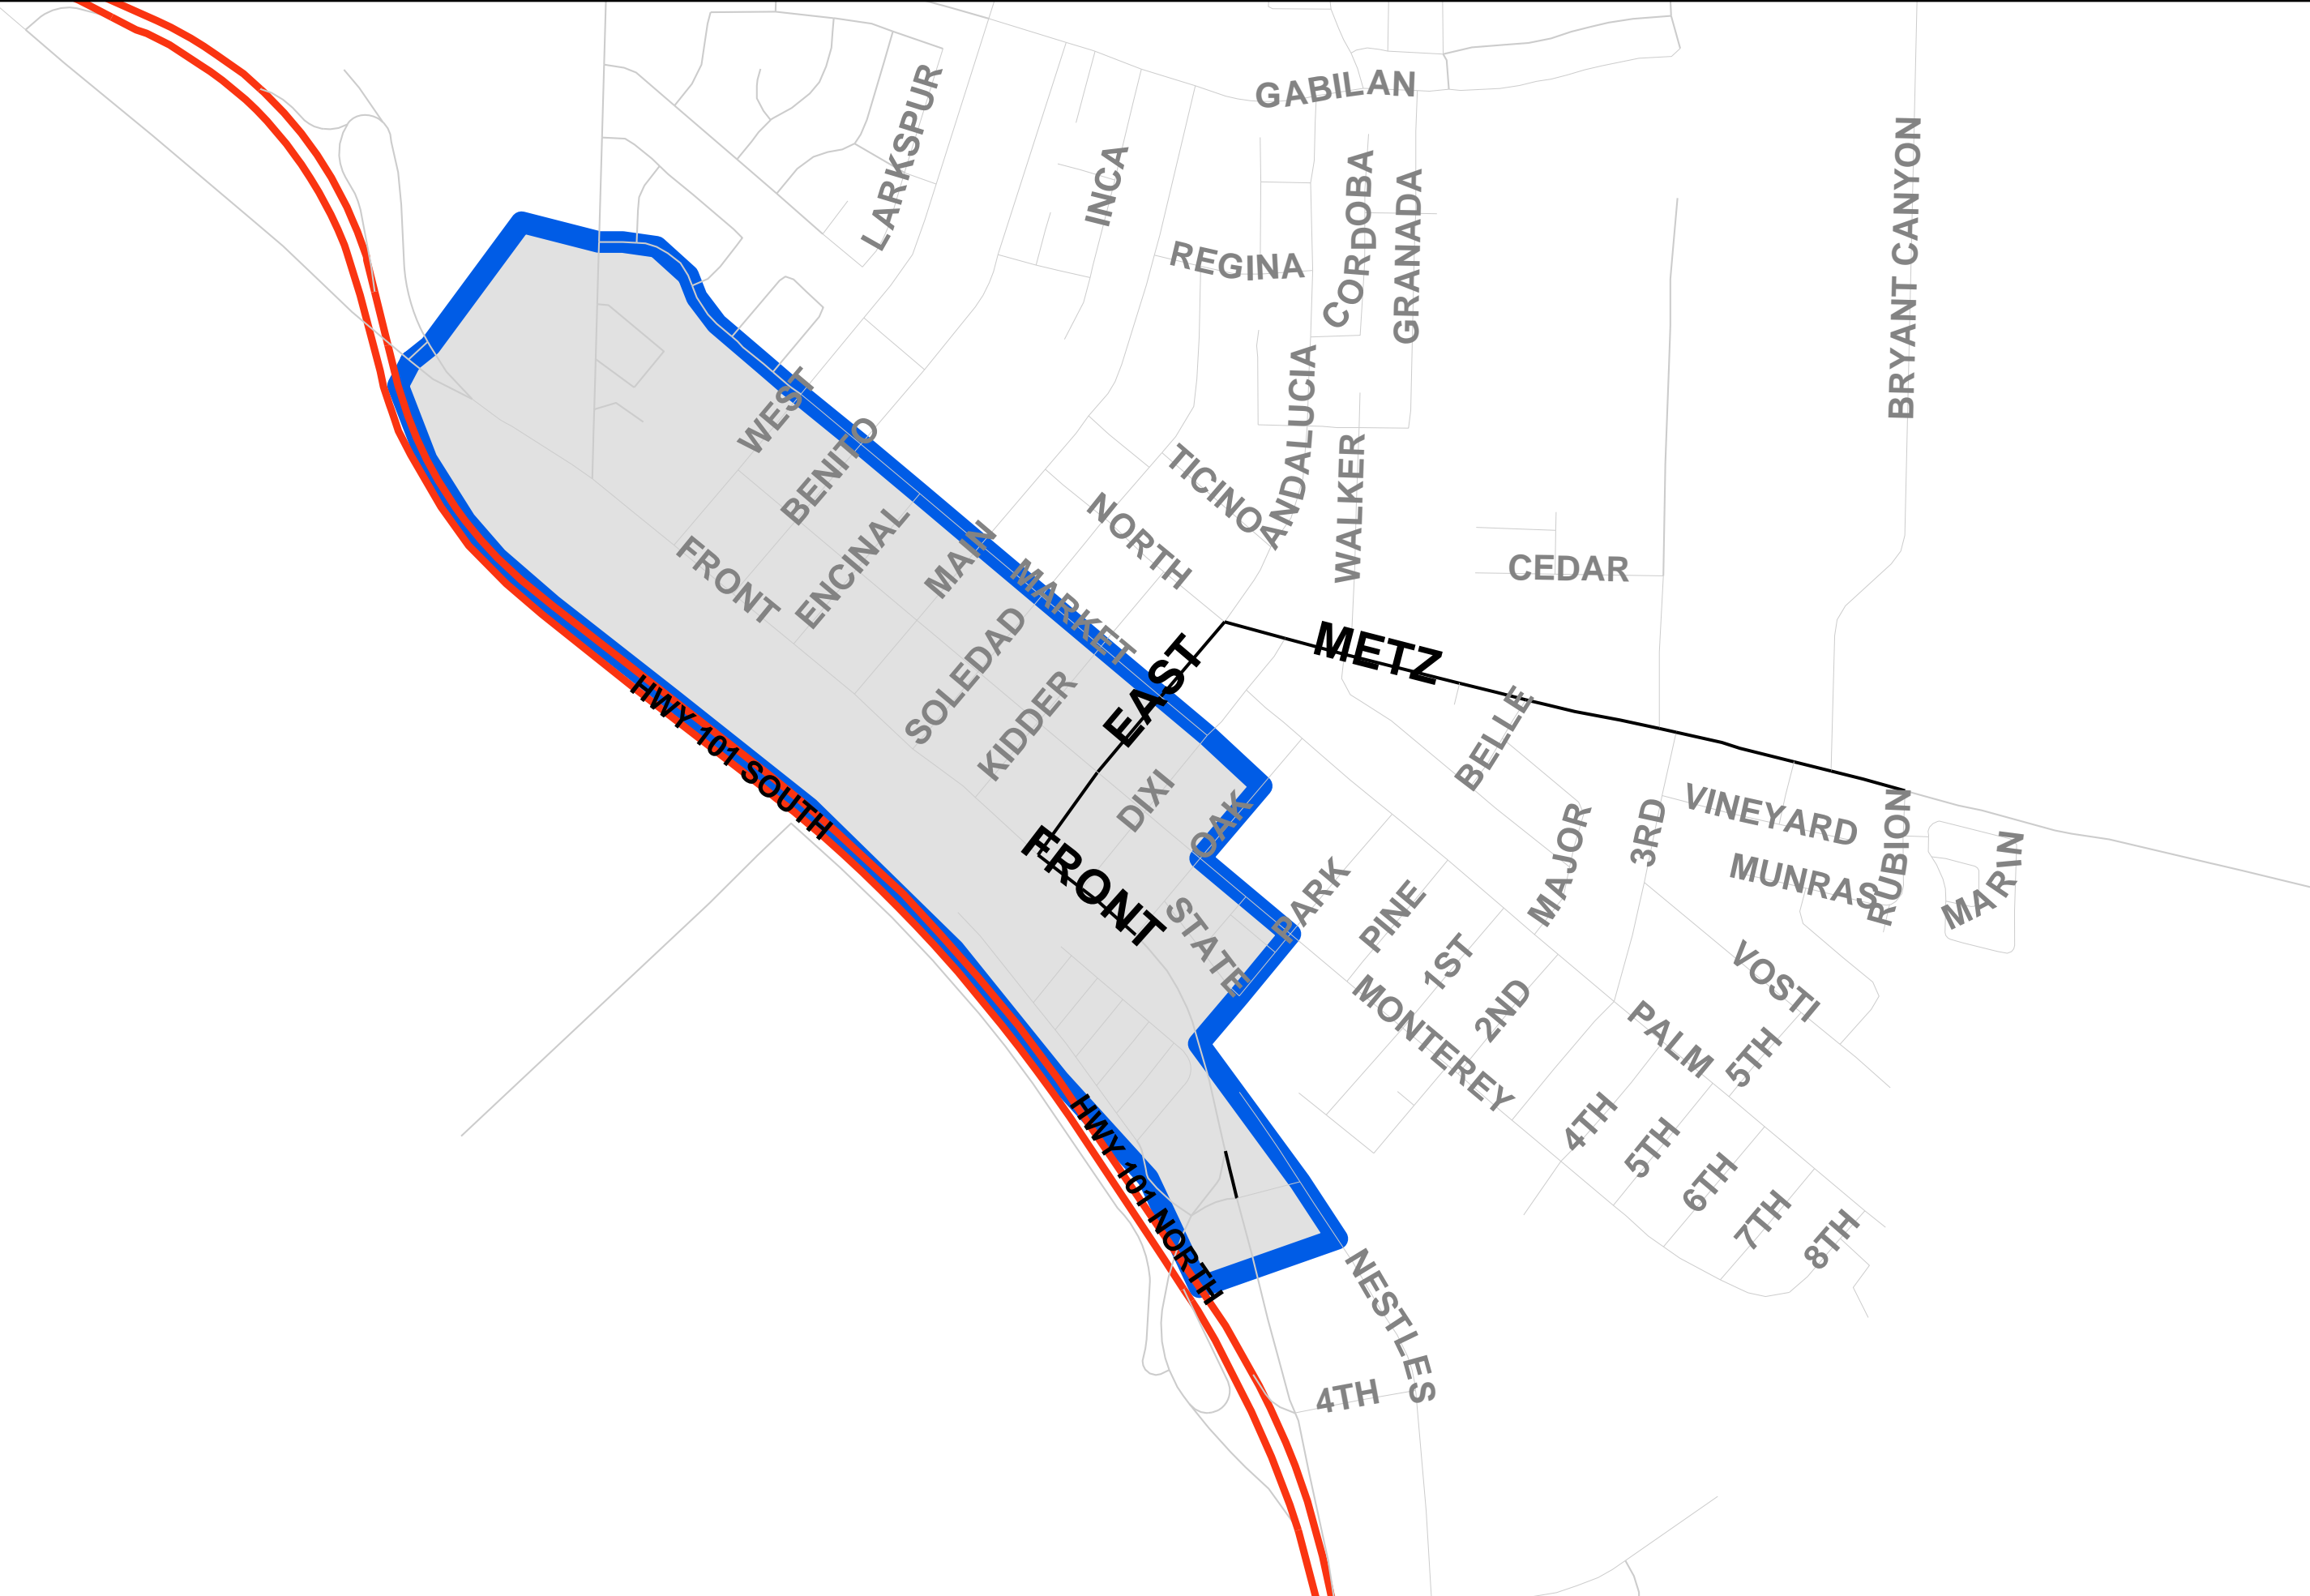 GABILAN
LARKSPUR
INCA
CORDOBA
GRANADA
BRYANT CANYON
REGINA
ANDALUCIA
WEST
BENITO
TICINO
WALKER
NORTH
ENCINAL
MAIN
FRONT
MARKET
CEDAR
SOLEDAD
KIDDER
EAST
METZ
BELLE
HWY 101 SOUTH
DIXI
OAK
FRONT
STATE
PARK
PINE
MAJOR
3RD
VINEYARD
MUNRAS
RUBION
MARIN
1ST
2ND
MONTEREY
VOSTI
PALM
5TH
4TH
5TH
6TH
7TH
8TH
HWY 101 NORTH
NESTLES
4TH